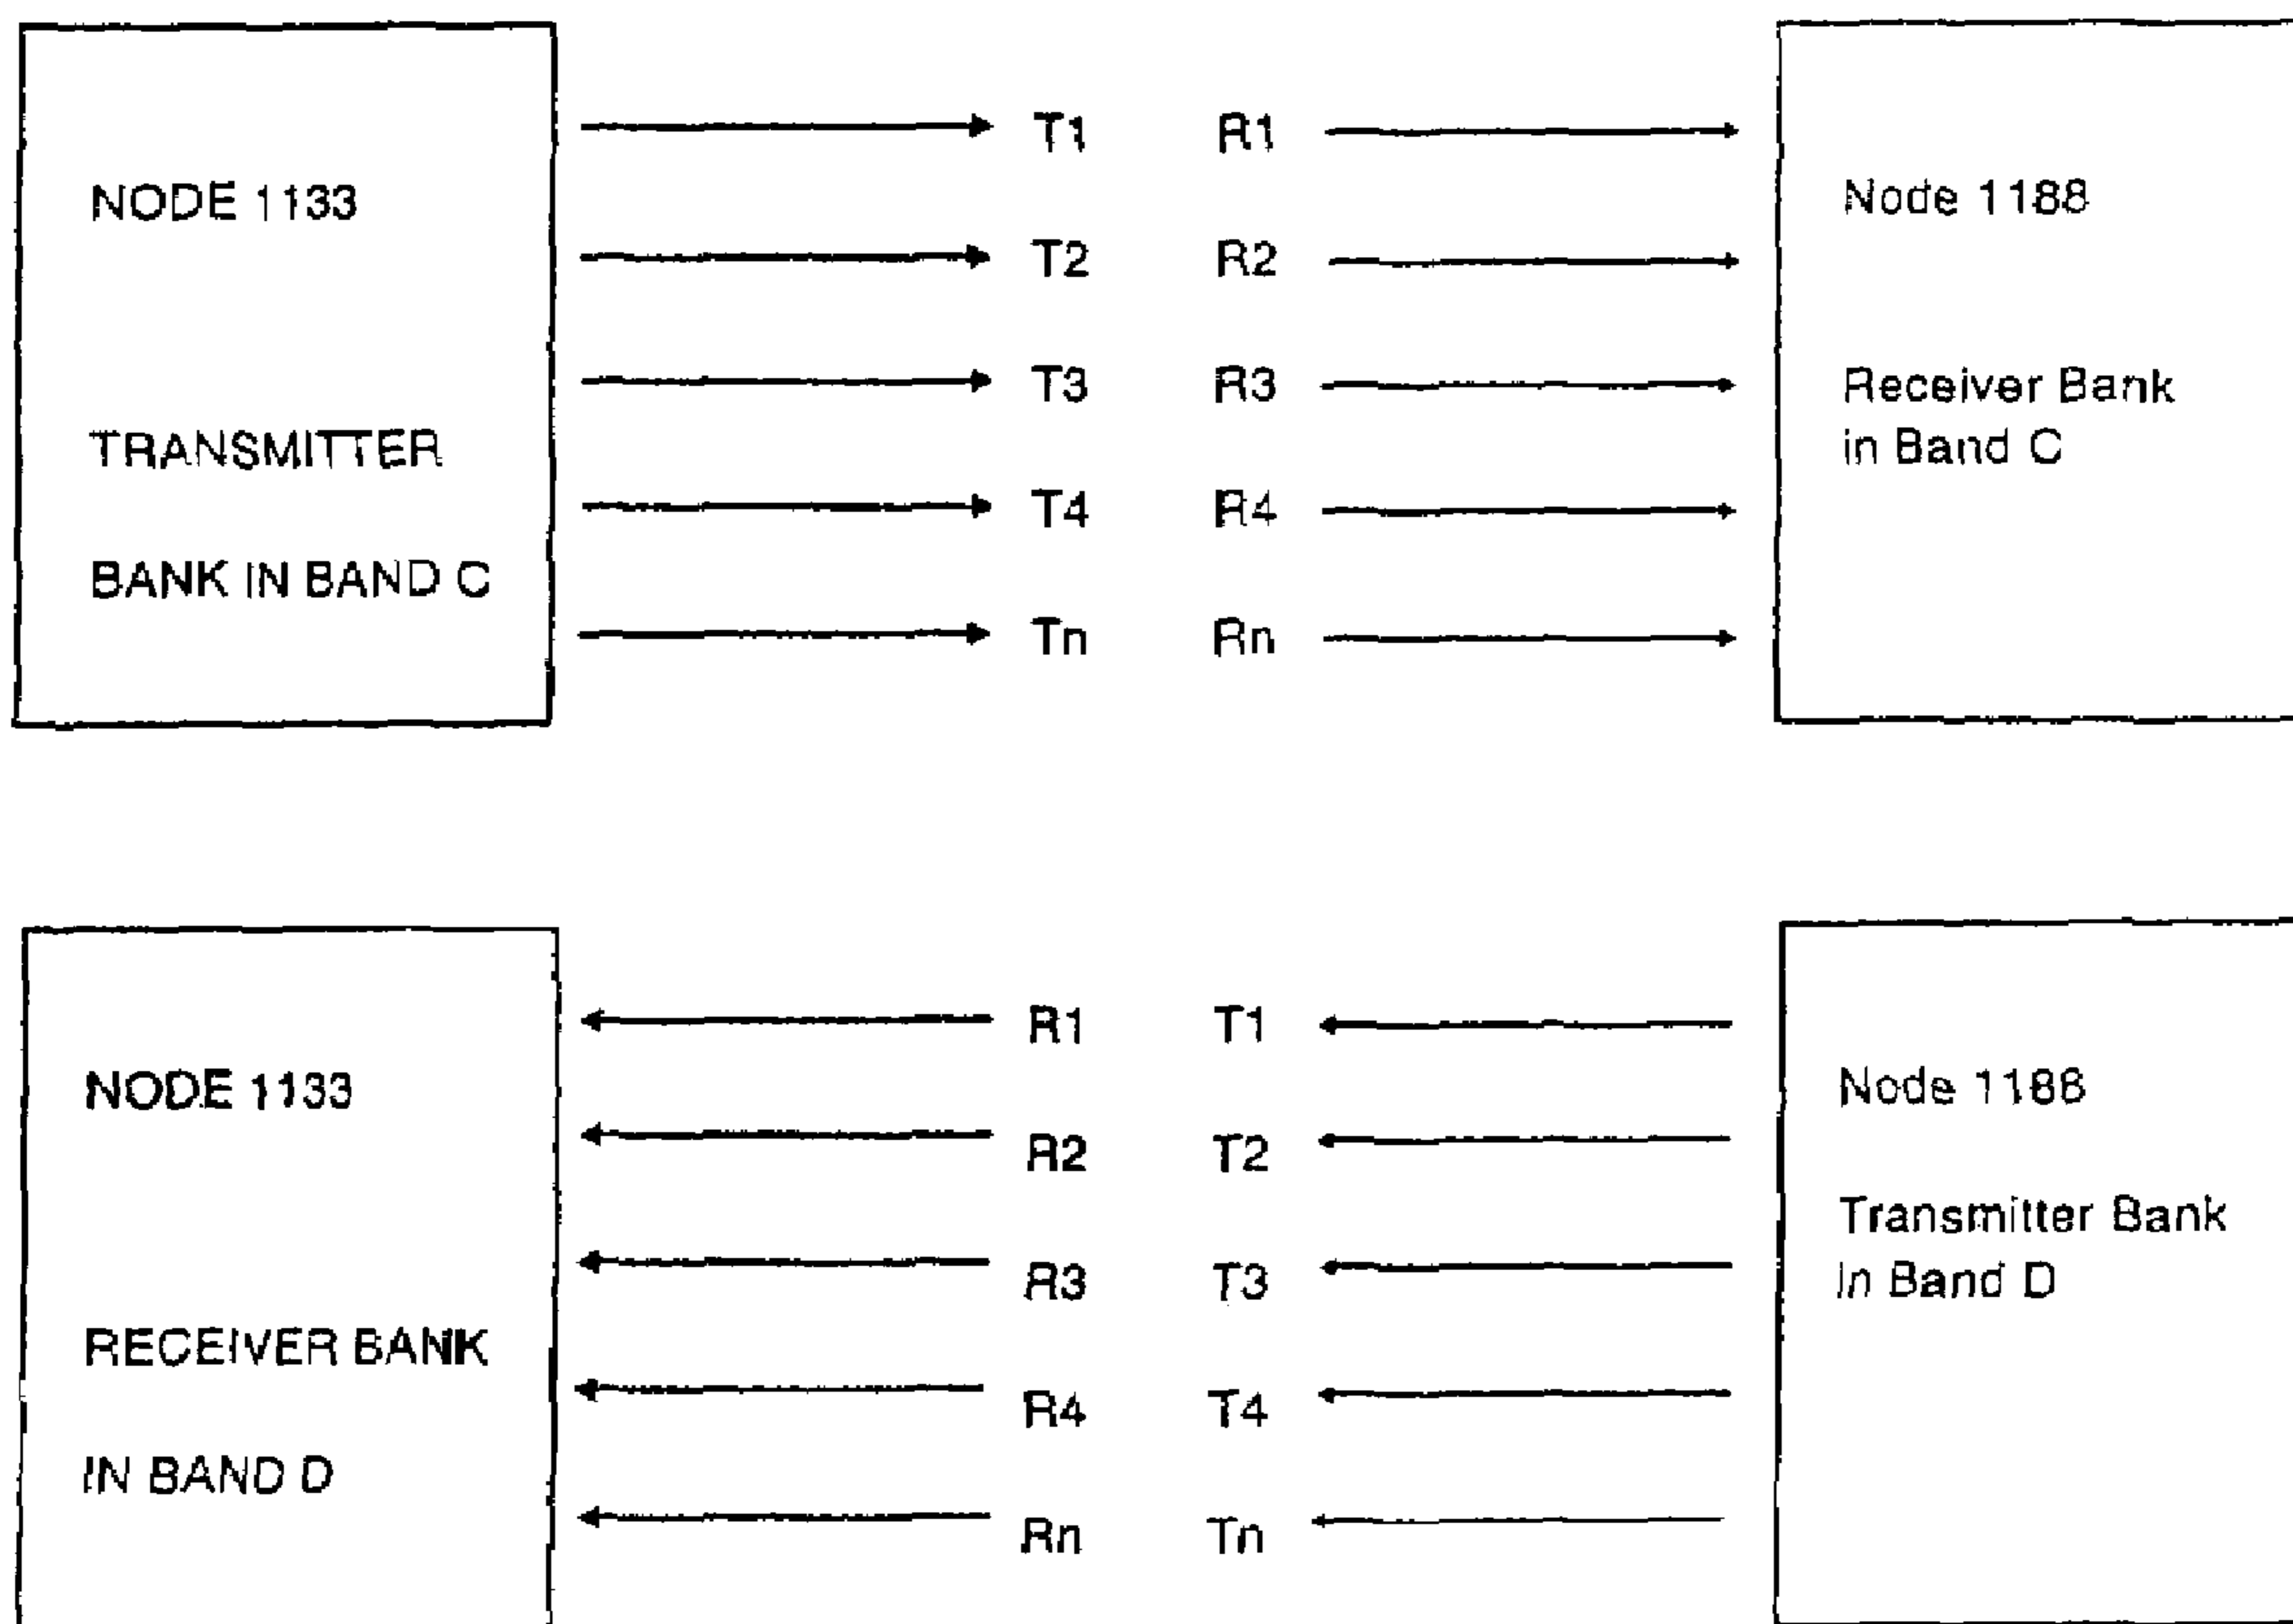 NODE 1133
TRANSMITTER
BANK IN BAND C
T1 R1
T2 R2
T3 R3
T4 R4
Tn Rn
Node 1188
Receiver Bank
in Band C
NODE 1133
RECEIVER BANK
IN BAND D
R1 T1
R2 T2
R3 T3
R4 T4
Rn Tn
Node 1188
Transmitter Bank
In Band D